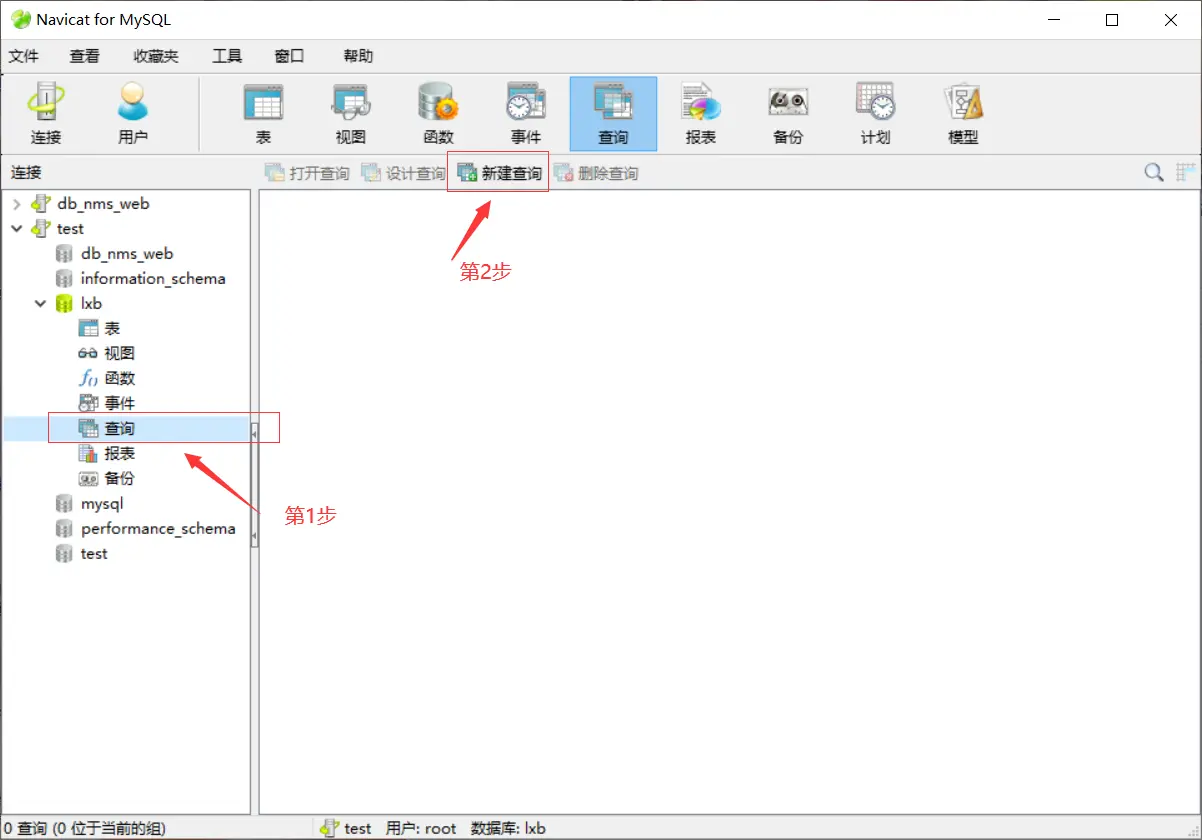 Navicat for MySQL
文件 查看 收藏夹 工具 窗口 帮助
连接 用户 表 视图 函数 事件 查询 报表 备份 计划 模型
连接 打开查询 设计查询 新建查询 删除查询
db_nms_web
test
db_nms_web
information_schema
第2步
lxb
表
视图
函数
事件
查询
报表
备份
mysql
第1步
performance_schema
test
0 查询 (0 位于当前的组) test 用户: root 数据库: lxb